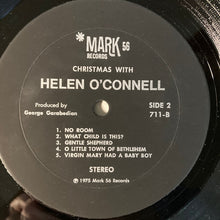 *MARK 56
RECORDS
CHRISTMAS WITH
HELEN O'CONNELL
Produced by
George Garabedian
SIDE 2
711-B
1. NO ROOM
2. WHAT CHILD IS THIS?
3. GENTLE SHEPHERD
4. O LITTLE TOWN OF BETHLEHEM
5. VIRGIN MARY HAD A BABY BOY
STEREO
℗ 1975 Mark 56 Records